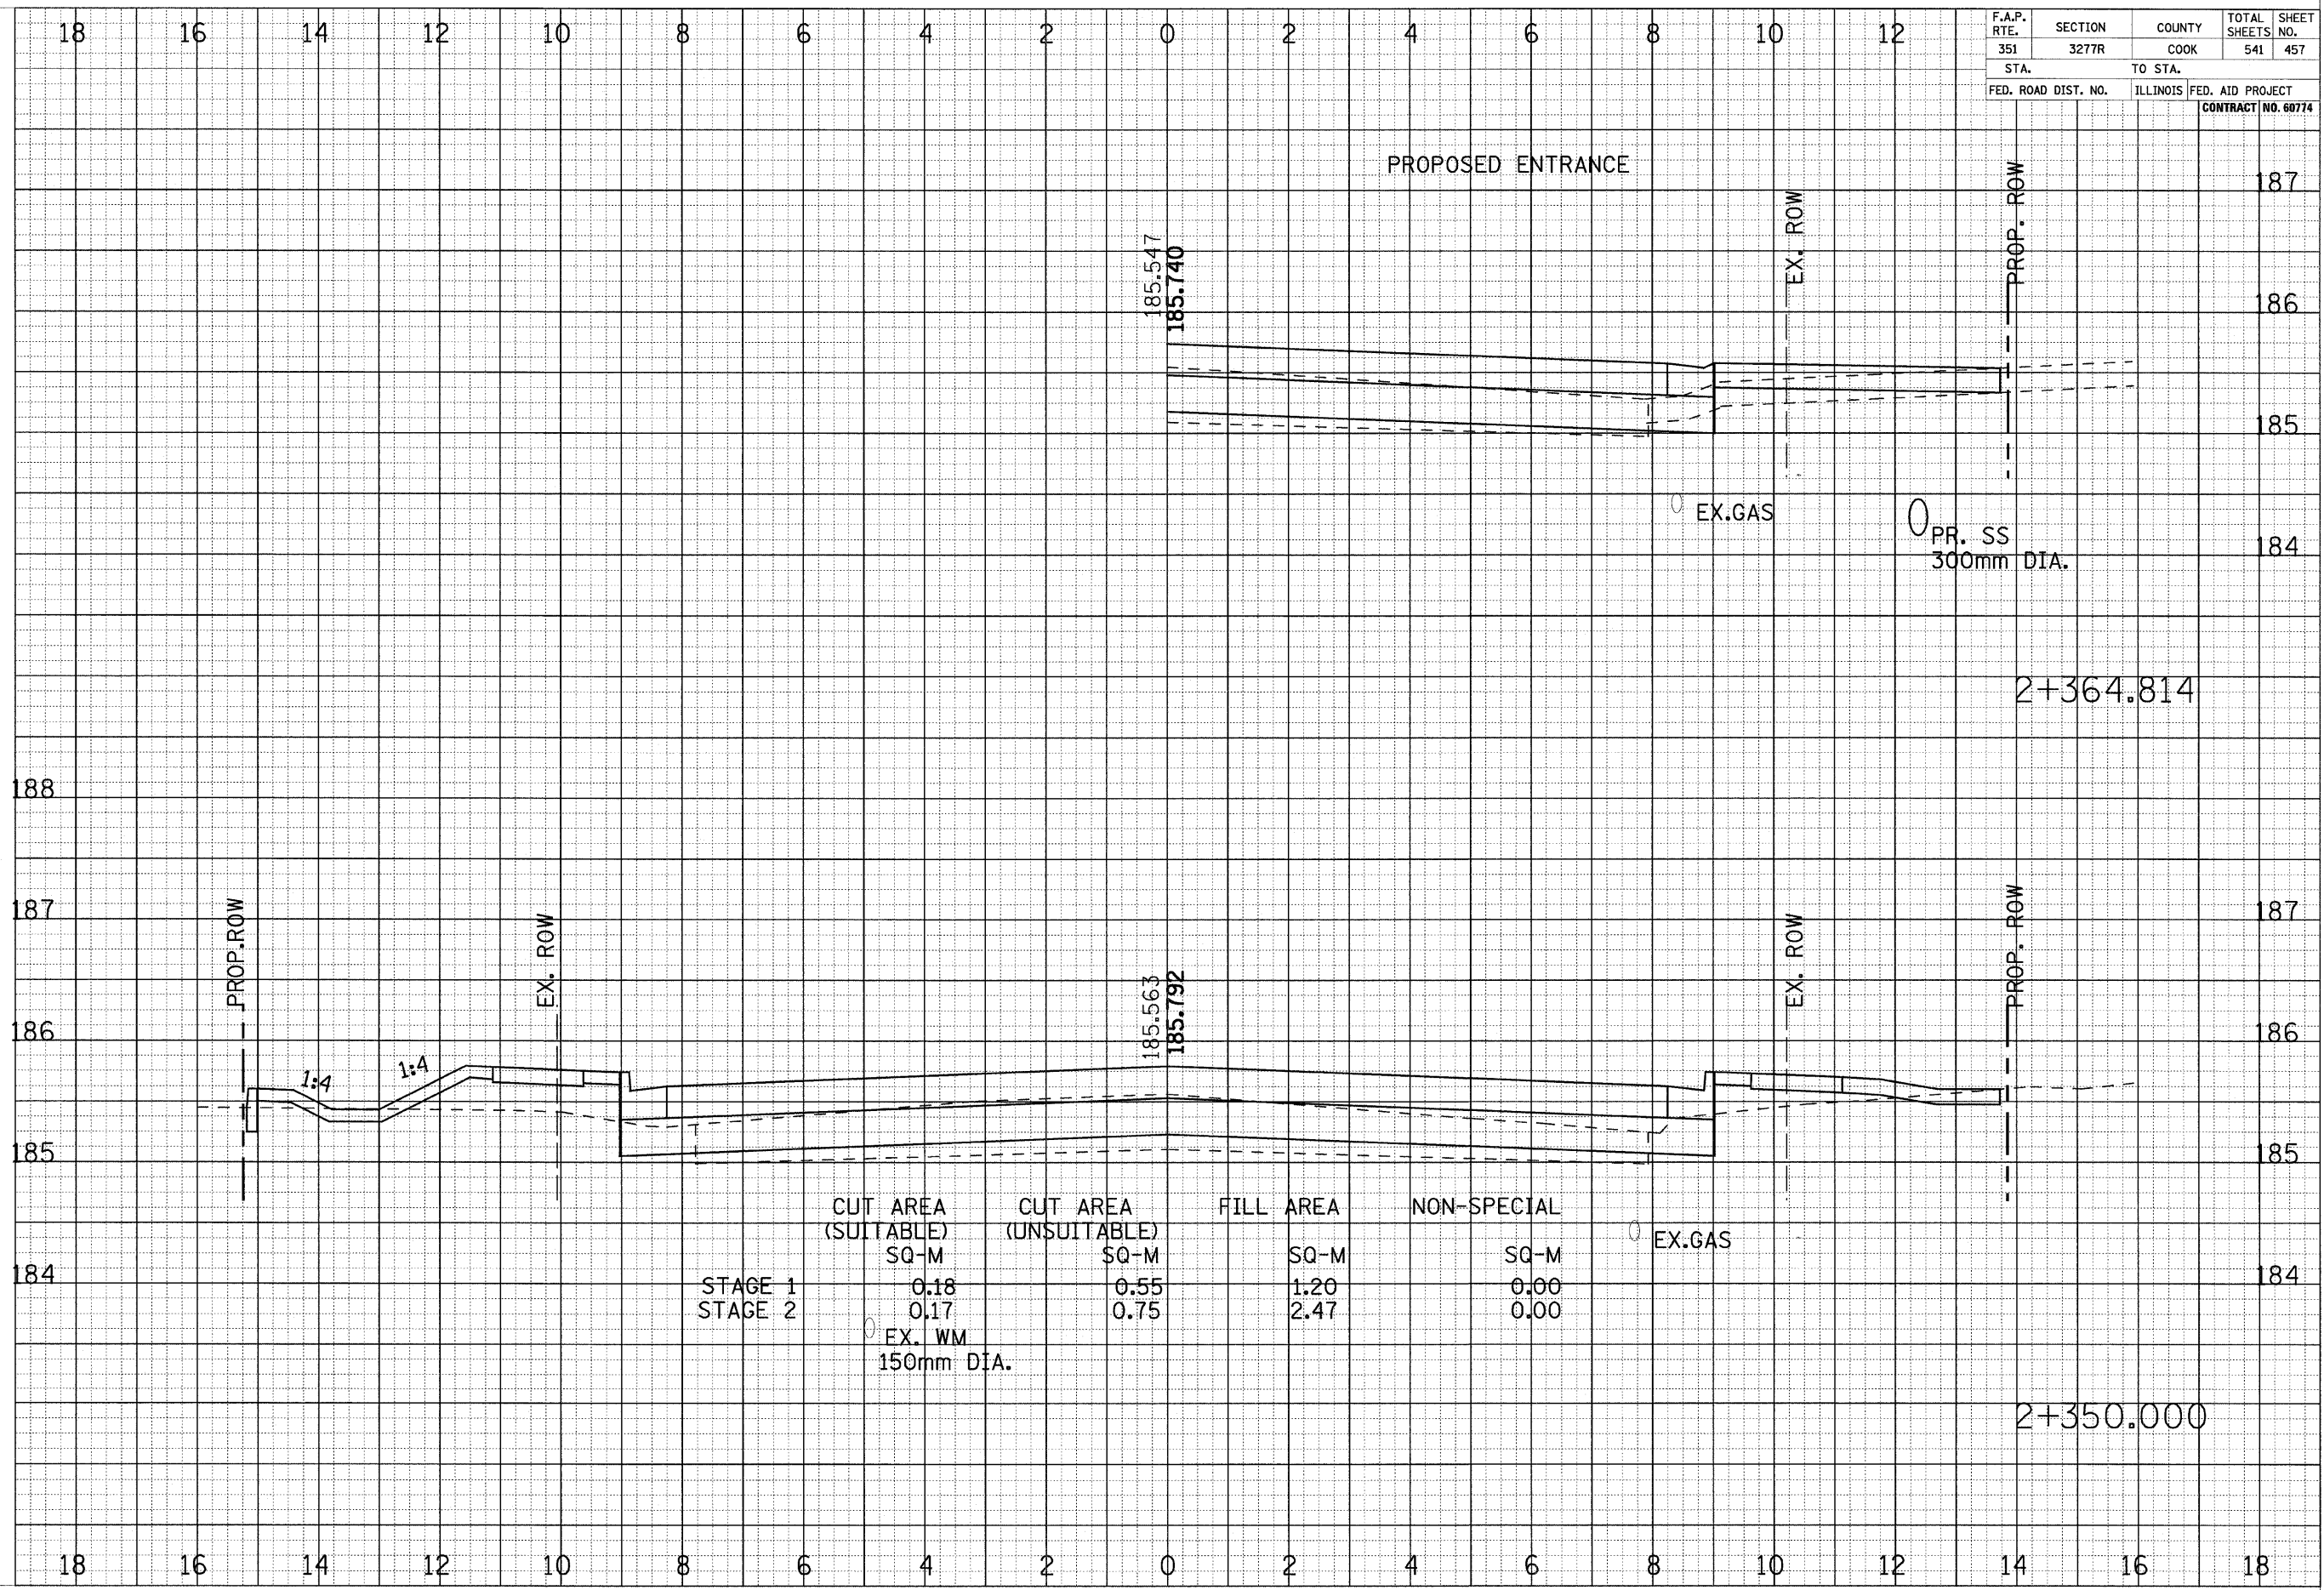 18 16 14 12 10 8 6 4 2 0 2 4 6 8 10 12
F.A.P. RTE. SECTION COUNTY TOTAL SHEETS SHEET NO.
351 3277R COOK 541 457
STA. TO STA.
FED. ROAD DIST. NO. ILLINOIS FED. AID PROJECT
CONTRACT NO. 60774
PROPOSED ENTRANCE
185.547
185.740
EX. ROW
PROP. ROW
187
186
185
184
EX.GAS
PR. SS
300mm DIA.
2+364.814
188
187
186
185
184
PROP.ROW
EX. ROW
1:4
1:4
185.563
185.792
EX. ROW
PROP. ROW
187
186
185
184
CUT AREA (SUITABLE) CUT AREA (UNSUITABLE) FILL AREA NON-SPECIAL
SQ-M SQ-M SQ-M SQ-M
STAGE 1 0.18 0.55 1.20 0.00
STAGE 2 0.17 0.75 2.47 0.00
EX.GAS
EX. WM
150mm DIA.
2+350.000
18 16 14 12 10 8 6 4 2 0 2 4 6 8 10 12 14 16 18